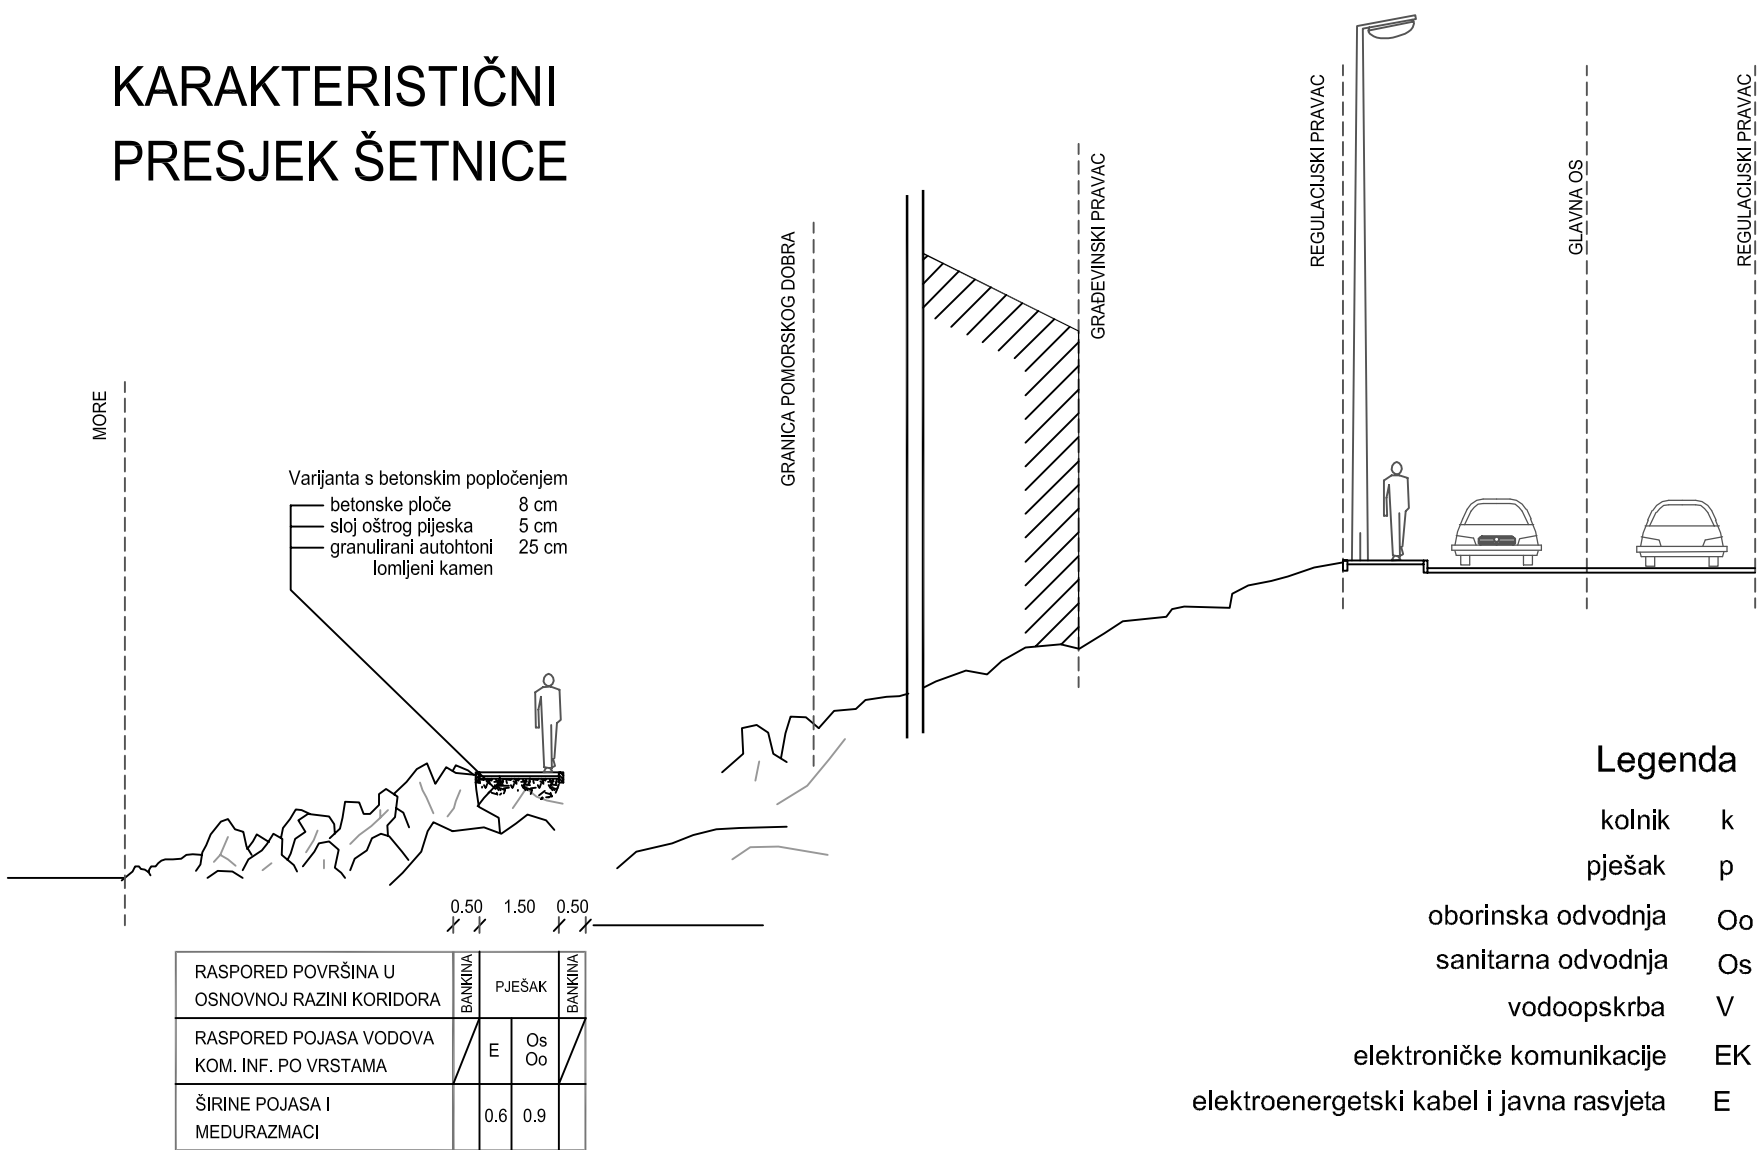 KARAKTERISTIČNI
PRESJEK ŠETNICE
MORE
GRANICA POMORSKOG DOBRA
GRAĐEVINSKI PRAVAC
REGULACIJSKI PRAVAC
GLAVNA OS
REGULACIJSKI PRAVAC
Varijanta s betonskim popločenjem
betonske ploče 8 cm
sloj oštrog pijeska 5 cm
granulirani autohtoni 25 cm
lomljeni kamen
0.50 1.50 0.50
RASPORED POVRŠINA U
OSNOVNOJ RAZINI KORIDORA
BANKINA
PJEŠAK
BANKINA
RASPORED POJASA VODOVA
KOM. INF. PO VRSTAMA
E
Os
Oo
ŠIRINE POJASA I
MEDURAZMACI
0.6 0.9
Legenda
kolnik k
pješak p
oborinska odvodnja Oo
sanitarna odvodnja Os
vodoopskrba V
elektroničke komunikacije EK
elektroenergetski kabel i javna rasvjeta E